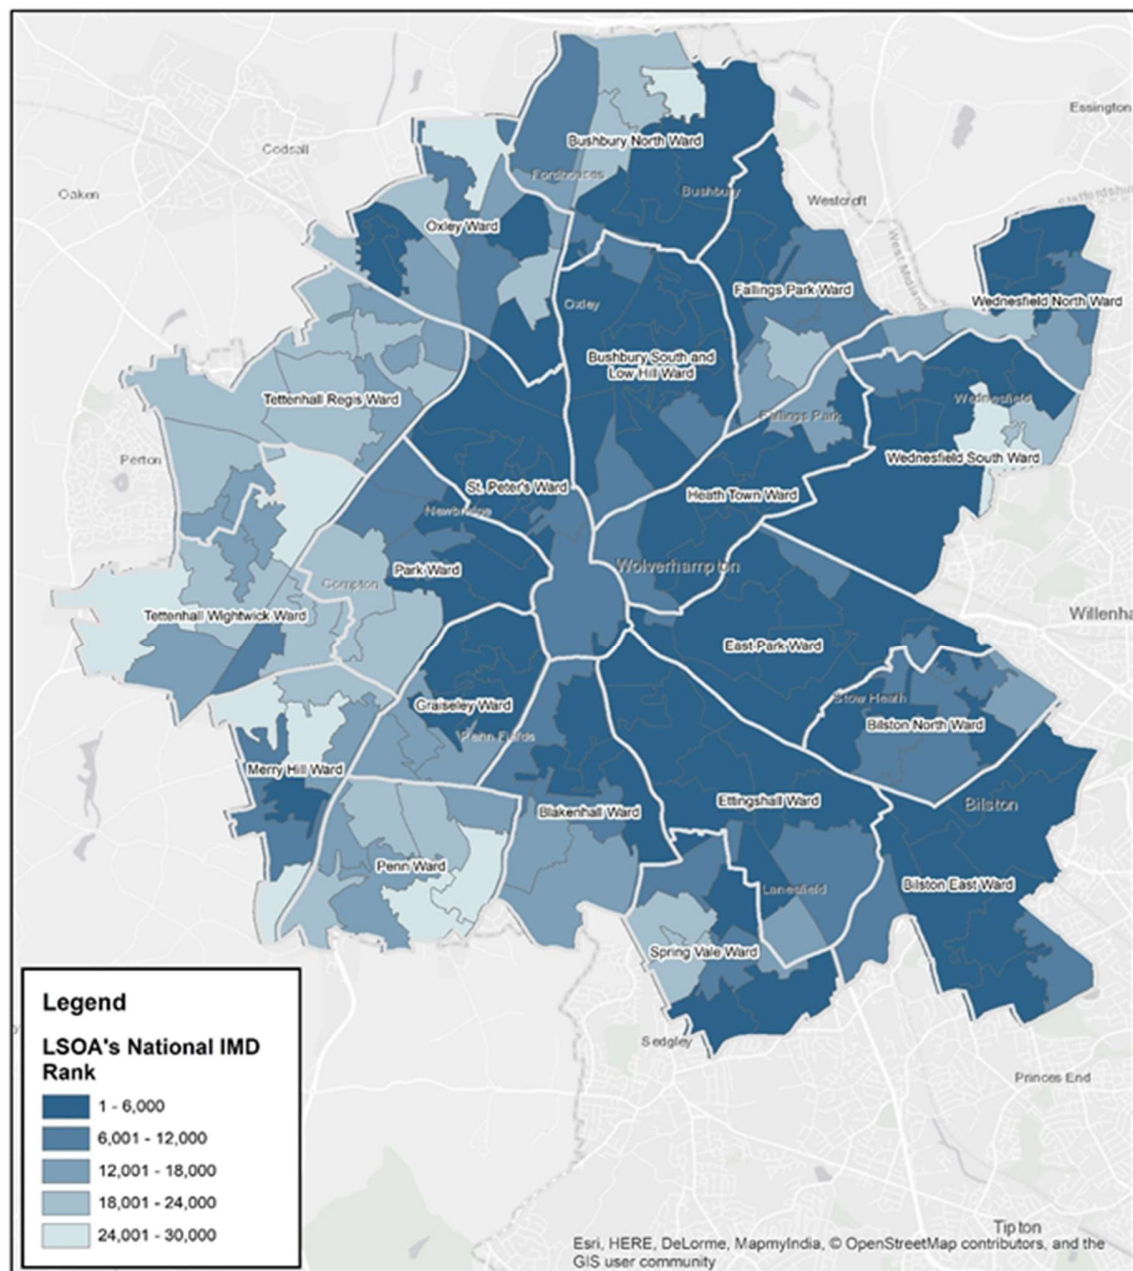 Essington
Codsall
Bushbury North Ward
Oaken
Fordhouses
Bushbury
Westcroft
Staffordshire
Oxley Ward
West Midlan
Fallings Park Ward
Wednesfield North Ward
Oxley
Bushbury South and
Low Hill Ward
Tettenhall Regis Ward
Wednesfield
Fallings Park
Perton
Wednesfield South Ward
St. Peter's Ward
Heath Town Ward
Newbridge
Wolverhampton
Park Ward
Compton
Tettenhall Wightwick Ward
Willenha
East Park Ward
Stow Heath
Graiseley Ward
Bilston North Ward
Penn Fields
Merry Hill Ward
Ettingshall Ward
Bilston
Blakenhall Ward
Penn Ward
Lanesfield
Bilston East Ward
Spring Vale Ward
Sedgley
Princes End
Tipton
Legend
LSOA's National IMD
Rank
1 - 6,000
6,001 - 12,000
12,001 - 18,000
18,001 - 24,000
24,001 - 30,000
Esri, HERE, DeLorme, MapmyIndia, © OpenStreetMap contributors, and the
GIS user community